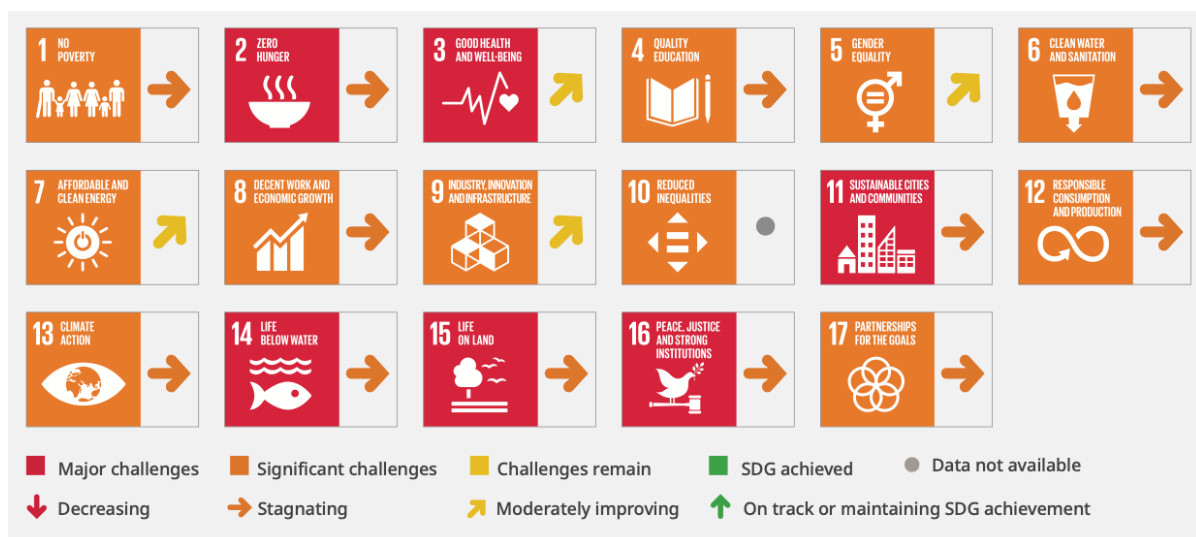 1 NO
POVERTY
2 ZERO
HUNGER
3 GOOD HEALTH
AND WELL-BEING
4 QUALITY
EDUCATION
5 GENDER
EQUALITY
6 CLEAN WATER
AND SANITATION
7 AFFORDABLE AND
CLEAN ENERGY
8 DECENT WORK AND
ECONOMIC GROWTH
9 INDUSTRY, INNOVATION
AND INFRASTRUCTURE
10 REDUCED
INEQUALITIES
11 SUSTAINABLE CITIES
AND COMMUNITIES
12 RESPONSIBLE
CONSUMPTION
AND PRODUCTION
13 CLIMATE
ACTION
14 LIFE
BELOW WATER
15 LIFE
ON LAND
16 PEACE, JUSTICE
AND STRONG
INSTITUTIONS
17 PARTNERSHIPS
FOR THE GOALS
Major challenges
Significant challenges
Challenges remain
SDG achieved
Data not available
Decreasing
Stagnating
Moderately improving
On track or maintaining SDG achievement